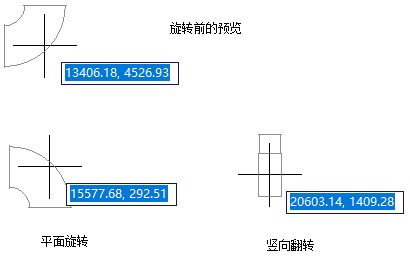 旋转前的预览
13406.18, 4526.93
15577.68, 292.51
20603.14, 1409.28
平面旋转
竖向翻转